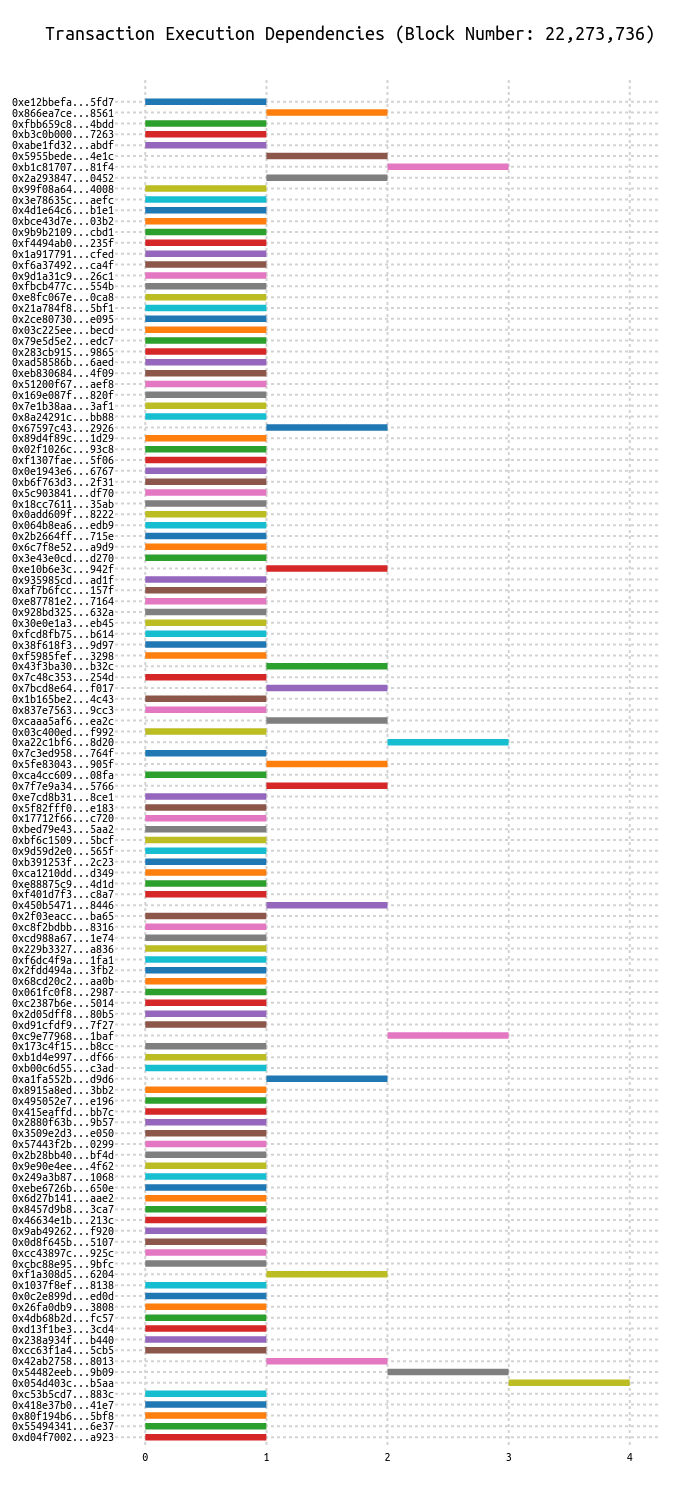 Transaction Execution Dependencies (Block Number: 22,273,736)
0xe12bbefa...5fd7
0x866ea7ce...8561
0xfbb659c8...4bdd
0xb3c0b000...7263
0xabe1fd32...abdf
0x5955bede...4e1c
0xb1c81707...81f4
0x2a293847...0452
0x99f08a64...4008
0x3e78635c...aefc
0x4d1e64c6...b1e1
0xbce43d7e...03b2
0x9b9b2109...cbd1
0xf4494ab0...235f
0x1a917791...cfed
0xf6a37492...ca4f
0x9d1a31c9...26c1
0xfbcb477c...554b
0xe8fc067e...0ca8
0x21a784f8...5bf1
0x2ce80730...e095
0x03c225ee...becd
0x79e5d5e2...edc7
0x283cb915...9865
0xad58586b...6aed
0xeb830684...4f09
0x51200f67...aef8
0x169e087f...820f
0x7e1b38aa...3af1
0x8a24291c...bb88
0x67597c43...2926
0x89d4f89c...1d29
0x02f1026c...93c8
0xf1307fae...5f06
0x0e1943e6...6767
0xb6f763d3...2f31
0x5c903841...df70
0x18cc7611...35ab
0x0add609f...8222
0x064b8ea6...edb9
0x2b2664ff...715e
0x6c7f8e52...a9d9
0x3e43e0cd...d270
0xe10b6e3c...942f
0x935985cd...ad1f
0xaf7b6fcc...157f
0xe87781e2...7164
0x928bd325...632a
0x30e0e1a3...eb45
0xfcd8fb75...b614
0x38f618f3...9d97
0xf5985fef...3298
0x43f3ba30...b32c
0x7c48c353...254d
0x7bcd8e64...f017
0x1b165be2...4c43
0x837e7563...9cc3
0xcaaa5af6...ea2c
0x03c400ed...f992
0xa22c1bf6...8d20
0x7c3ed958...764f
0x5fe83043...905f
0xca4cc609...08fa
0x7f7e9a34...5766
0xe7cd8b31...8ce1
0x5f82fff0...e183
0x17712f66...c720
0xbed79e43...5aa2
0xbf6c1509...5bcf
0x9d59d2e0...565f
0xb391253f...2c23
0xca1210dd...d349
0xe88875c9...4d1d
0xf401d7f3...c8a7
0x450b5471...8446
0x2f03eacc...ba65
0xc8f2bdbb...8316
0xcd988a67...1e74
0x229b3327...a836
0xf6dc4f9a...1fa1
0x2fdd494a...3fb2
0x68cd20c2...aa0b
0x061fc0f8...2987
0xc2387b6e...5014
0x2d05dff8...80b5
0xd91cfdf9...7f27
0xc9e77968...1baf
0x173c4f15...b8cc
0xb1d4e997...df66
0xb00c6d55...c3ad
0xa1fa552b...d9d6
0x8915a8ed...3bb2
0x495052e7...e196
0x415eaffd...bb7c
0x2880f63b...9b57
0x3509e2d3...e050
0x57443f2b...0299
0x2b28bb40...bf4d
0x9e90e4ee...4f62
0x249a3b87...1068
0xebe6726b...650e
0x6d27b141...aae2
0x8457d9b8...3ca7
0x46634e1b...213c
0x9ab49262...f920
0x0d8f645b...5107
0xcc43897c...925c
0xcbc88e95...9bfc
0xf1a308d5...6204
0x1037f8ef...8138
0x0c2e899d...ed0d
0x26fa0db9...3808
0x4db68b2d...fc57
0xd13f1be3...3cd4
0x238a934f...b440
0xcc63f1a4...5cb5
0x42ab2758...8013
0x54482eeb...9b09
0x054d403c...b5aa
0xc53b5cd7...883c
0x418e37b0...41e7
0x80f194b6...5bf8
0x55494341...6e37
0xd04f7002...a923
0 1 2 3 4